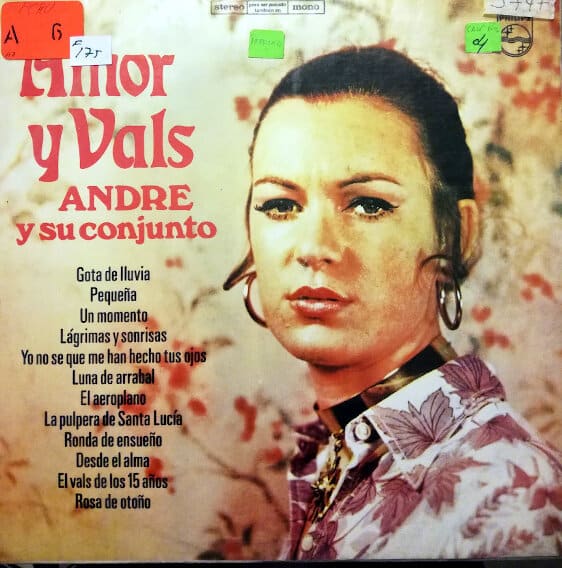 stereo
mono
A 6
F
175
PHILIPS
Amor
y Vals
ANDRE
y su conjunto
Gota de lluvia
Pequeña
Un momento
Lágrimas y sonrisas
Yo no se que me han hecho tus ojos
Luna de arrabal
El aeroplano
La pulpera de Santa Lucía
Ronda de ensueño
Desde el alma
El vals de los 15 años
Rosa de otoño